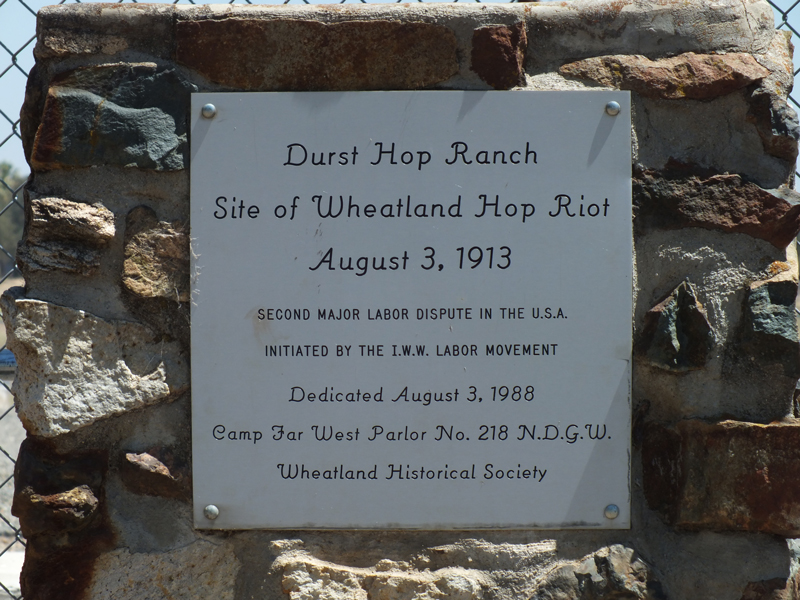 Durst Hop Ranch
Site of Wheatland Hop Riot
August 3, 1913
SECOND MAJOR LABOR DISPUTE IN THE U.S.A.
INITIATED BY THE I.W.W. LABOR MOVEMENT
Dedicated August 3, 1988
Camp Far West Parlor No. 218 N.D.G.W.
Wheatland Historical Society